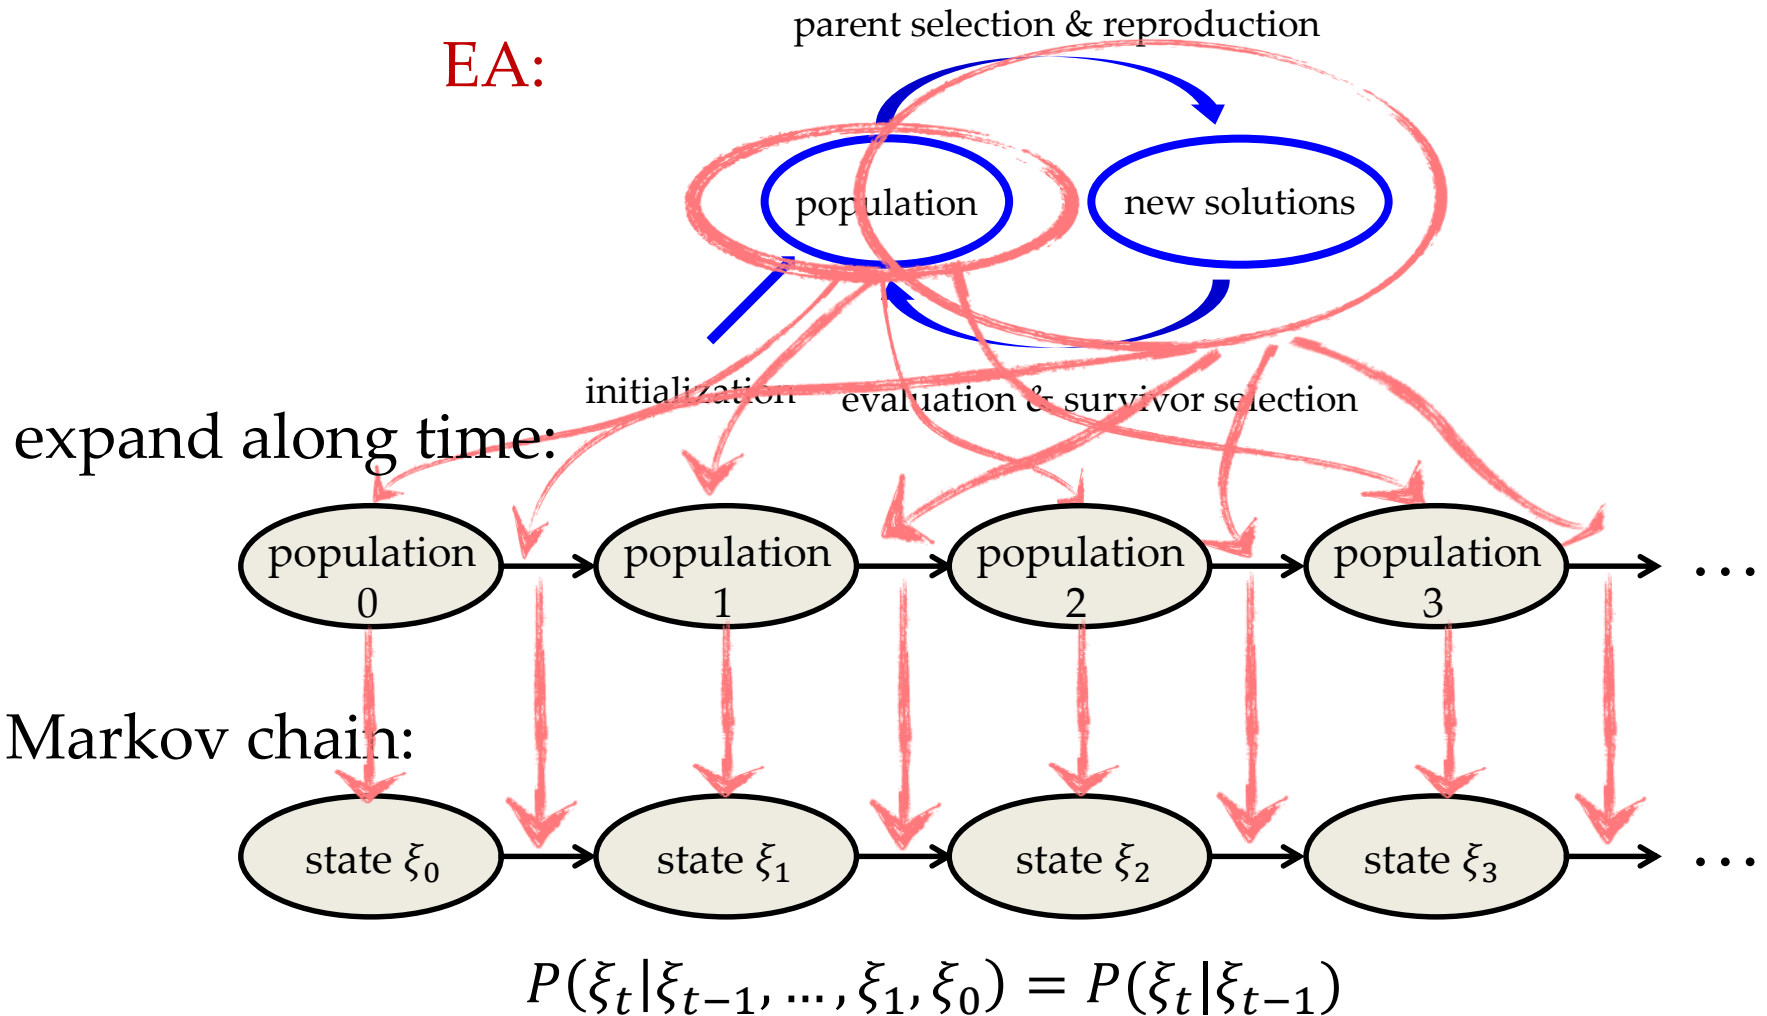 parent selection & reproduction
EA:
population
new solutions
initialization
evaluation & survivor selection
expand along time:
population 0
population 1
population 2
population 3
...
Markov chain:
state ξ₀
state ξ₁
state ξ₂
state ξ₃
...
P(ξₜ|ξₜ₋₁, … , ξ₁, ξ₀) = P(ξₜ|ξₜ₋₁)